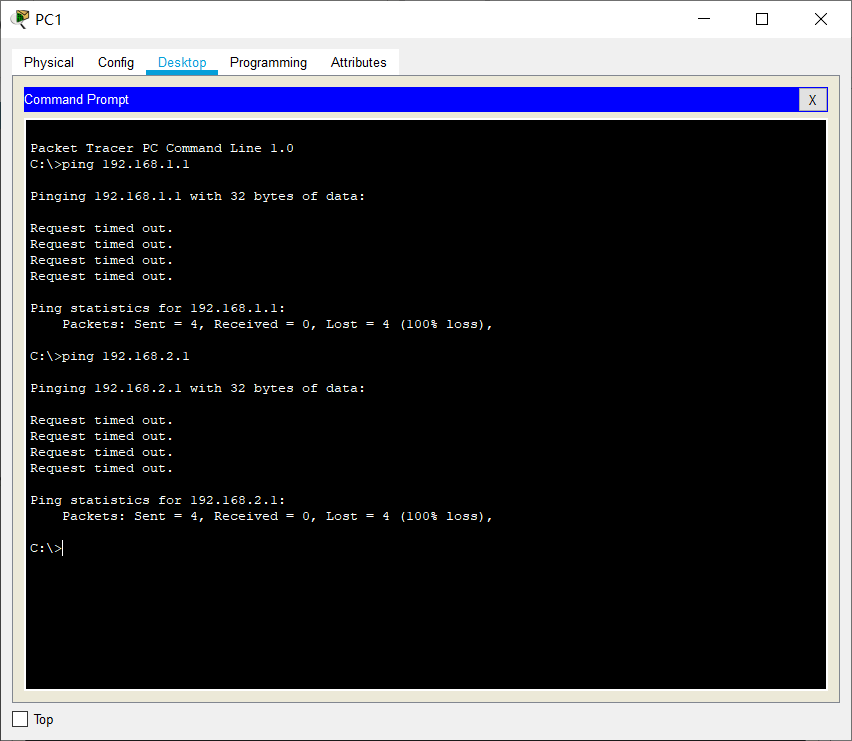 PC1
Physical Config Desktop Programming Attributes
Command Prompt X
Packet Tracer PC Command Line 1.0
C:\>ping 192.168.1.1
Pinging 192.168.1.1 with 32 bytes of data:
Request timed out.
Request timed out.
Request timed out.
Request timed out.
Ping statistics for 192.168.1.1:
    Packets: Sent = 4, Received = 0, Lost = 4 (100% loss),
C:\>ping 192.168.2.1
Pinging 192.168.2.1 with 32 bytes of data:
Request timed out.
Request timed out.
Request timed out.
Request timed out.
Ping statistics for 192.168.2.1:
    Packets: Sent = 4, Received = 0, Lost = 4 (100% loss),
C:\>
Top